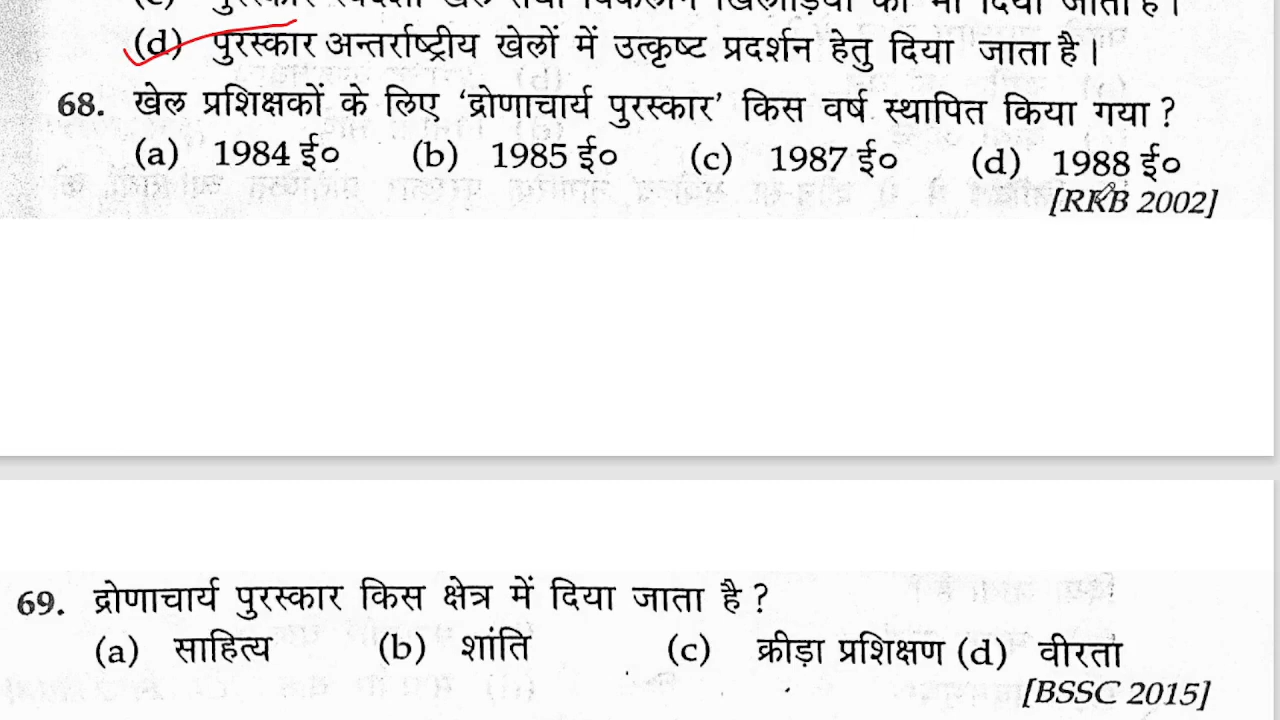 (d) पुरस्कार अन्तर्राष्ट्रीय खेलों में उत्कृष्ट प्रदर्शन हेतु दिया जाता है।
68. खेल प्रशिक्षकों के लिए ‘द्रोणाचार्य पुरस्कार’ किस वर्ष स्थापित किया गया ?
(a) 1984 ई० (b) 1985 ई० (c) 1987 ई० (d) 1988 ई०
[RRB 2002]
69. द्रोणाचार्य पुरस्कार किस क्षेत्र में दिया जाता है ?
(a) साहित्य (b) शांति (c) क्रीड़ा प्रशिक्षण (d) वीरता
[BSSC 2015]